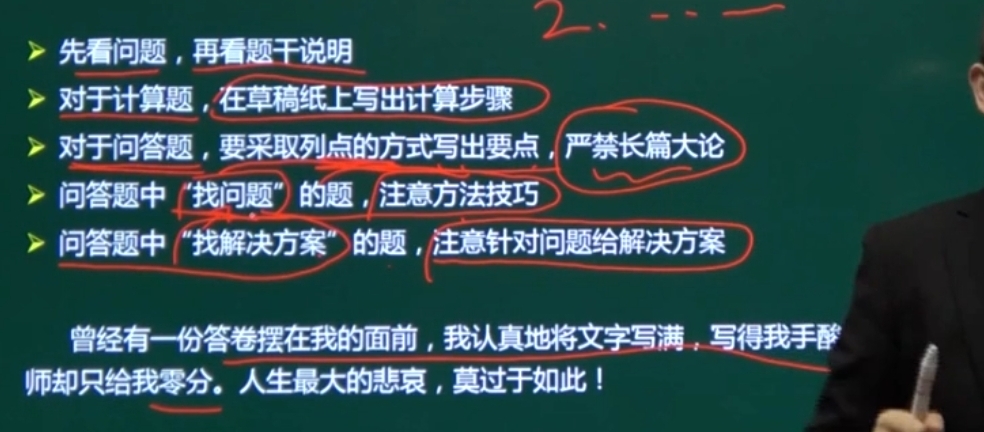 2.
先看问题，再看题干说明
对于计算题，在草稿纸上写出计算步骤
对于问答题，要采取列点的方式写出要点，严禁长篇大论
问答题中“找问题”的题，注意方法技巧
问答题中“找解决方案”的题，注意针对问题给解决方案
曾经有一份答卷摆在我的面前，我认真地将文字写满，写得我手酸
师却只给我零分。人生最大的悲哀，莫过于如此！